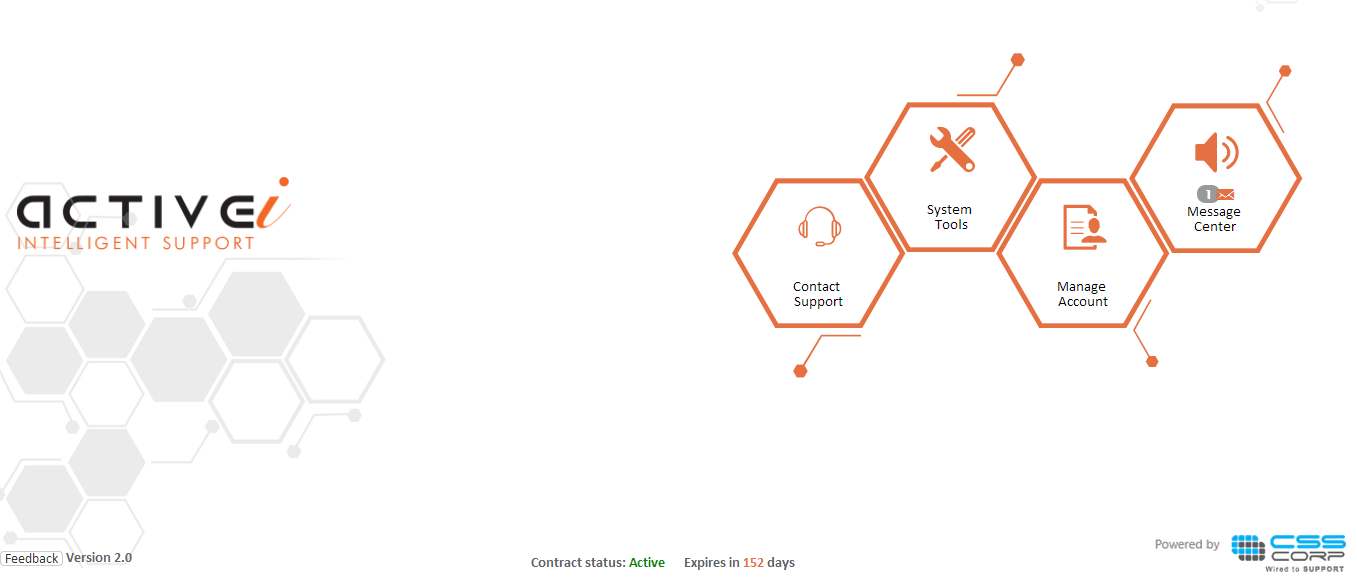 ACTIVEi
INTELLIGENT SUPPORT
System
Tools
1
Message
Center
Contact
Support
Manage
Account
Feedback Version 2.0
Contract status: Active Expires in 152 days
Powered by CSS
CORP
Wired to SUPPORT